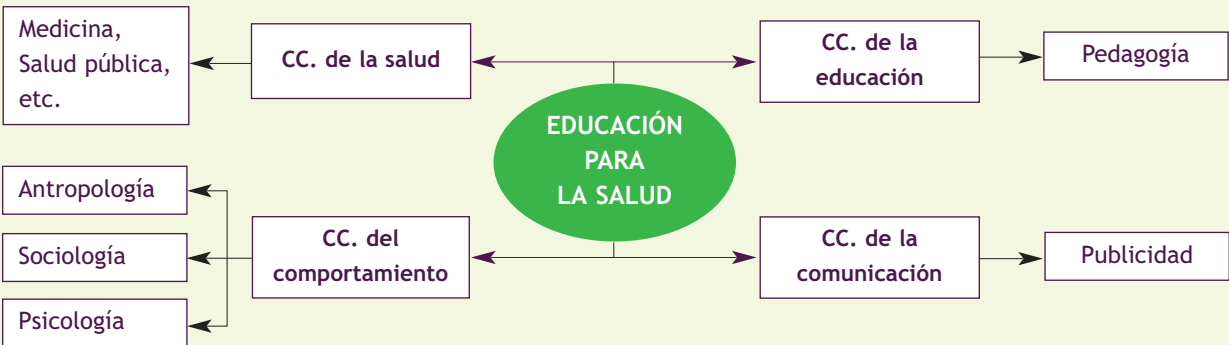 Medicina,
Salud pública,
etc.
CC. de la salud
CC. de la
educación
Pedagogía
EDUCACIÓN
PARA
LA SALUD
Antropología
Sociología
Psicología
CC. del
comportamiento
CC. de la
comunicación
Publicidad